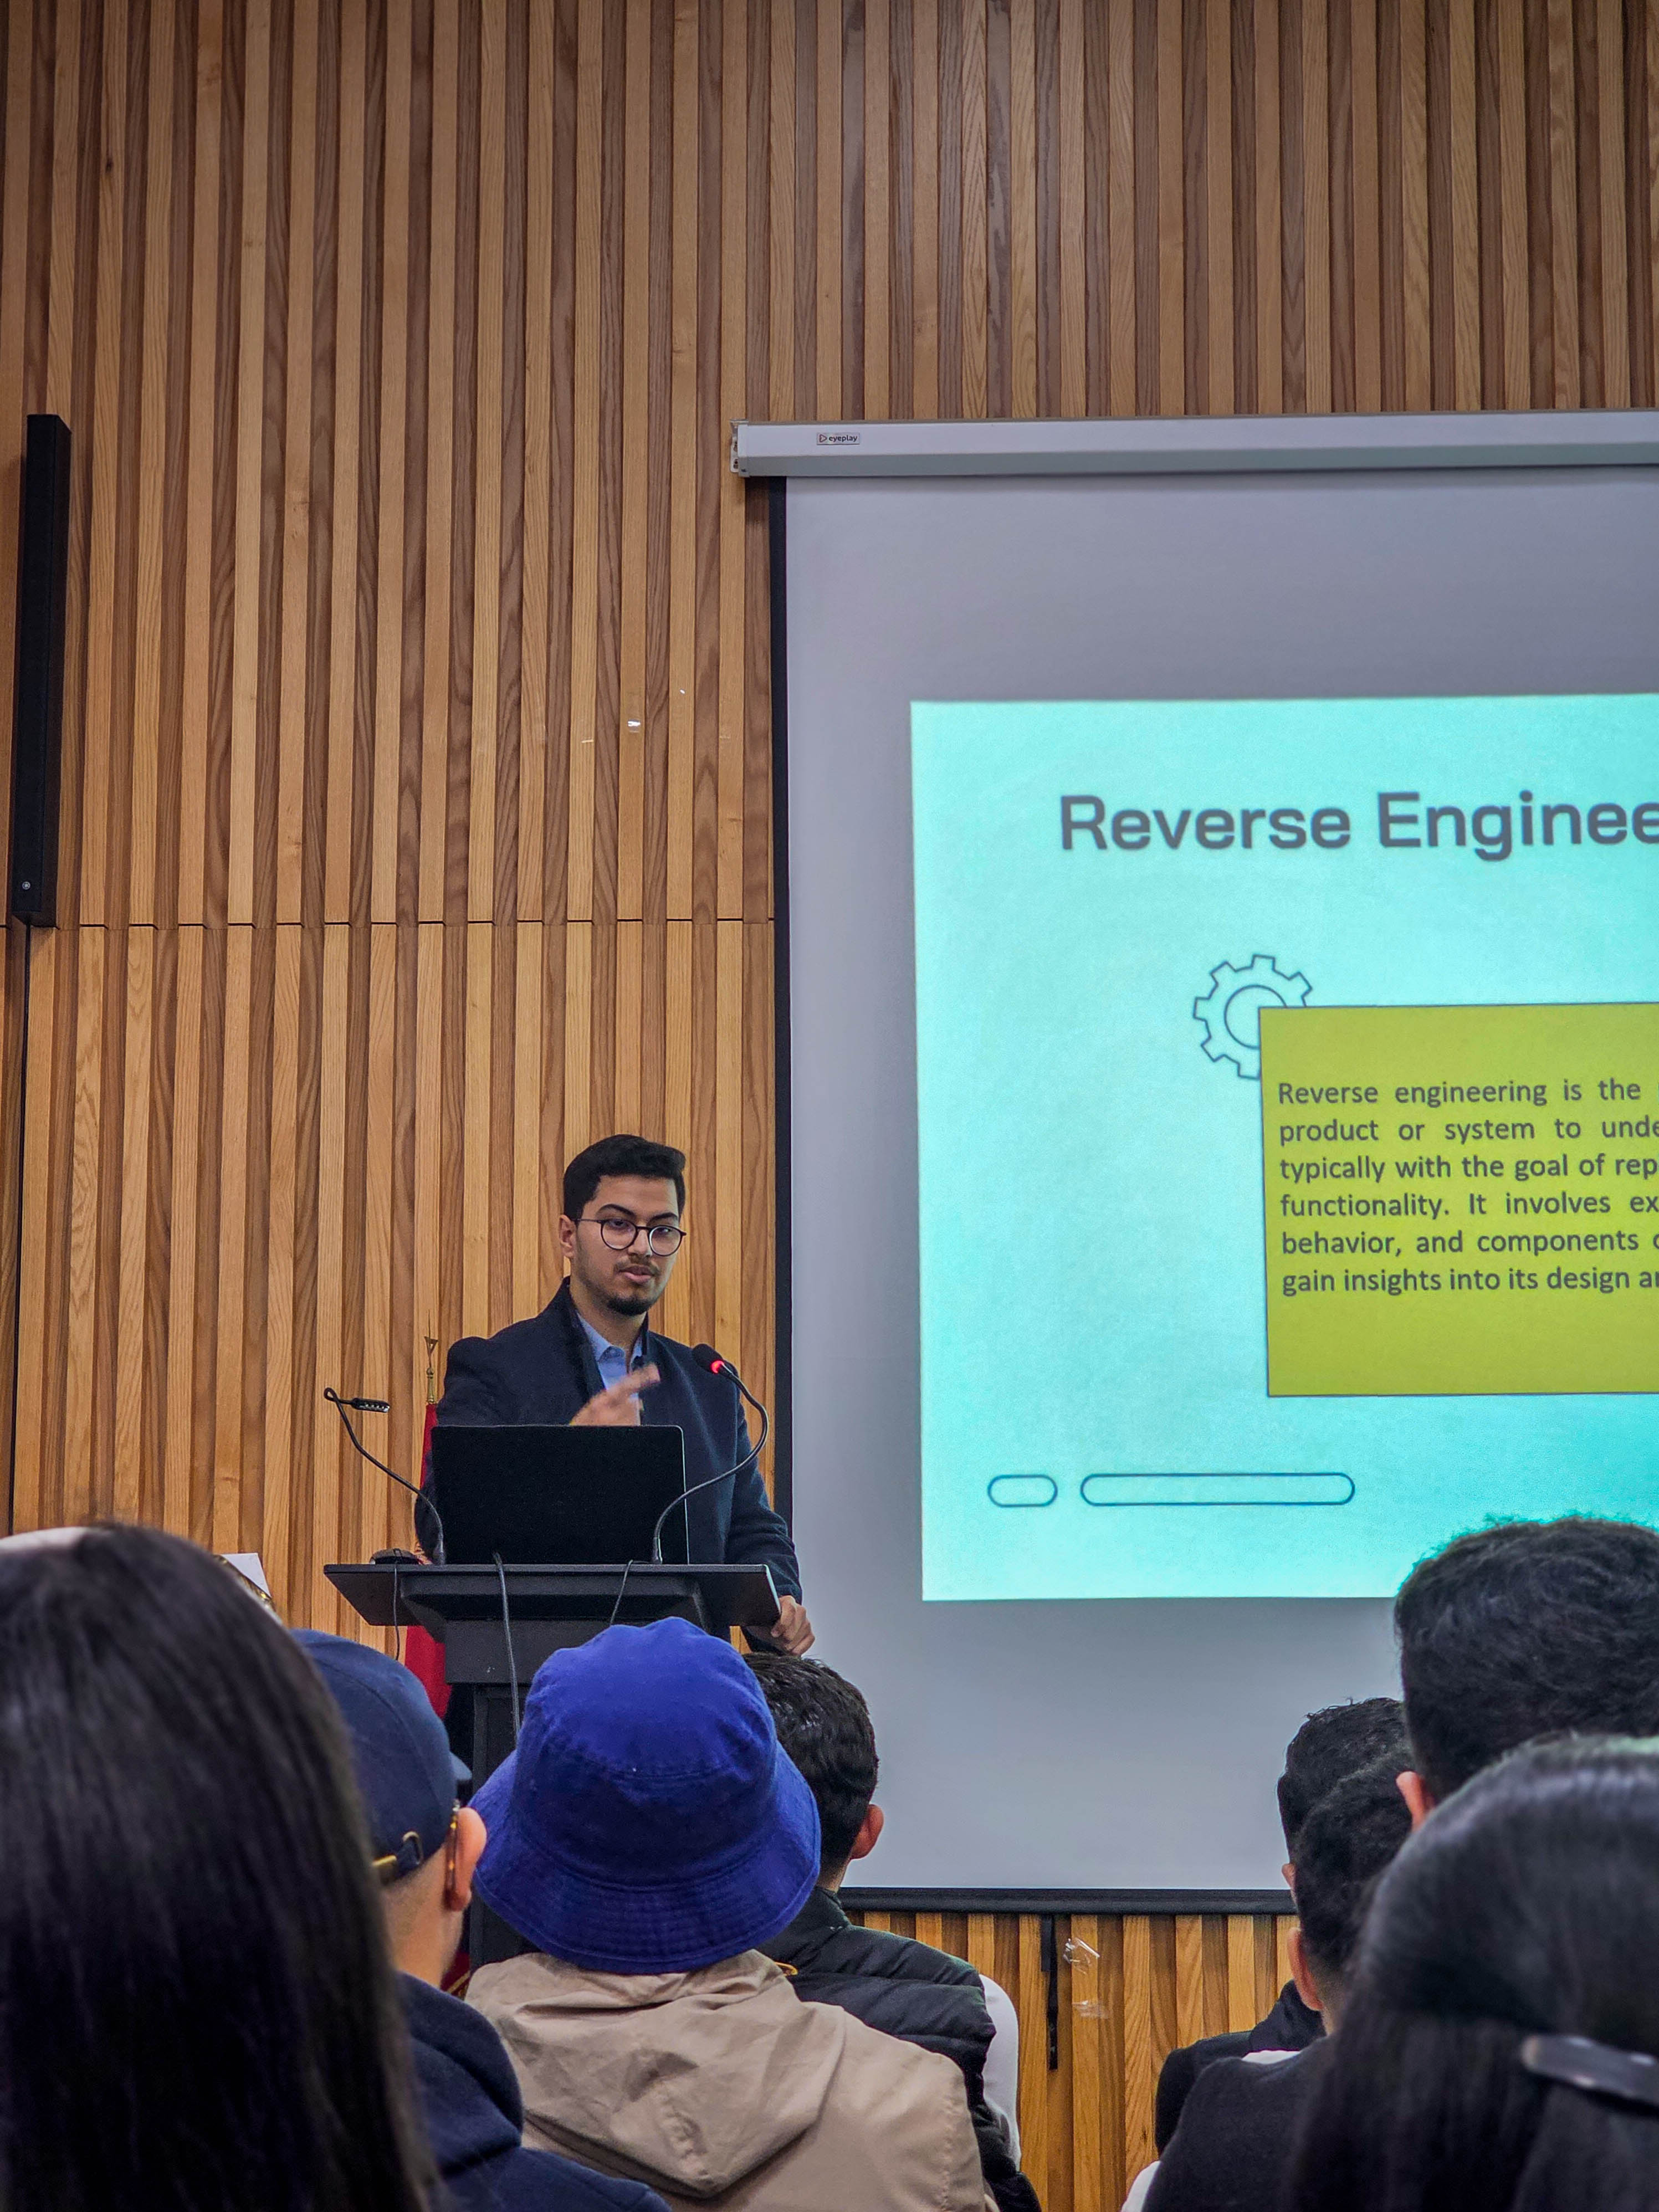 eyeplay
Reverse Enginee
Reverse engineering is the
product or system to unde
typically with the goal of rep
functionality. It involves ex
behavior, and components
gain insights into its design